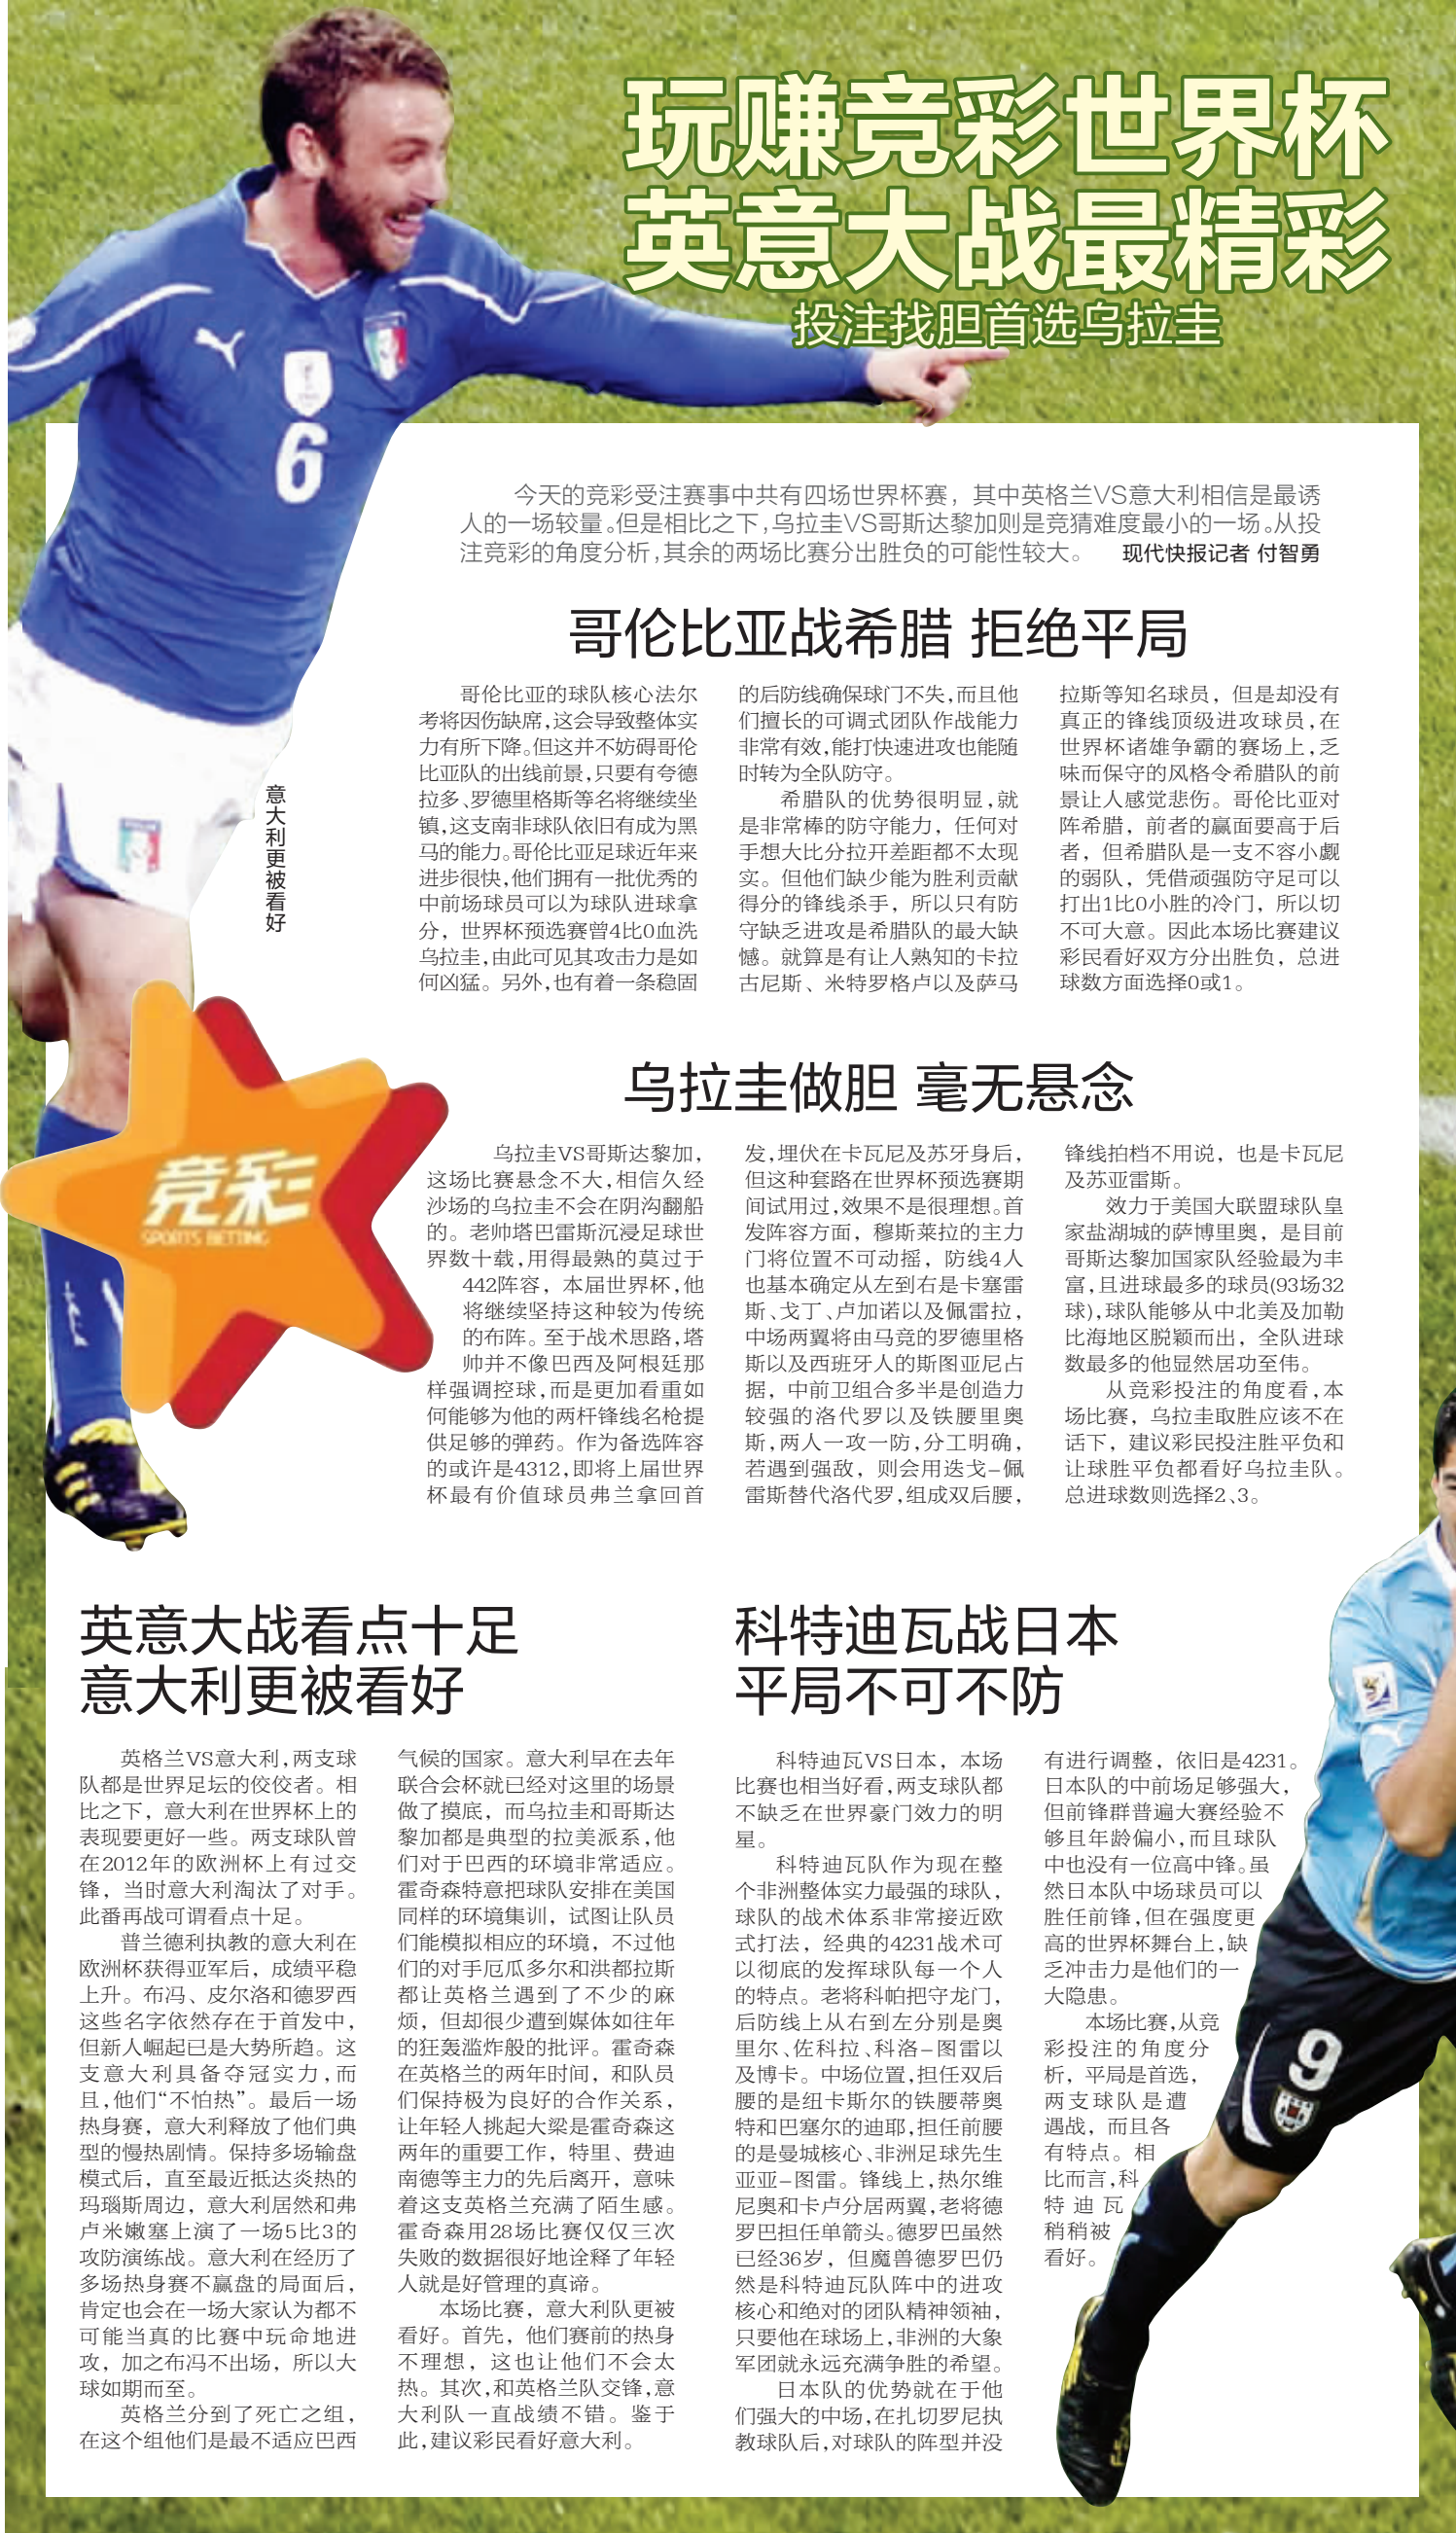 玩赚竞彩世界杯
英意大战最精彩
投注找胆首选乌拉圭
6
今天的竞彩受注赛事中共有四场世界杯赛，其中英格兰VS意大利相信是最诱
人的一场较量。但是相比之下，乌拉圭VS哥斯达黎加则是竞猜难度最小的一场。从投
注竞彩的角度分析，其余的两场比赛分出胜负的可能性较大。 现代快报记者 付智勇
意大利更被看好
哥伦比亚战希腊 拒绝平局
哥伦比亚的球队核心法尔
考将因伤缺席，这会导致整体实
力有所下降。但这并不妨碍哥伦
比亚队的出线前景，只要有夸德
拉多、罗德里格斯等名将继续坐
镇，这支南非球队依旧有成为黑
马的能力。哥伦比亚足球近年来
进步很快，他们拥有一批优秀的
中前场球员可以为球队进球拿
分，世界杯预选赛曾4比0血洗
乌拉圭，由此可见其攻击力是如
何凶猛。另外，也有着一条稳固
的后防线确保球门不失，而且他
们擅长的可调式团队作战能力
非常有效，能打快速进攻也能随
时转为全队防守。
希腊队的优势很明显，就
是非常棒的防守能力，任何对
手想大比分拉开差距都不太现
实。但他们缺少能为胜利贡献
得分的锋线杀手，所以只有防
守缺乏进攻是希腊队的最大缺
憾。就算是有让人熟知的卡拉
古尼斯、米特罗格卢以及萨马
拉斯等知名球员，但是却没有
真正的锋线顶级进攻球员，在
世界杯诸雄争霸的赛场上，乏
味而保守的风格令希腊队的前
景让人感觉悲伤。哥伦比亚对
阵希腊，前者的赢面要高于后
者，但希腊队是一支不容小觑
的弱队，凭借顽强防守足可以
打出1比0小胜的冷门，所以切
不可大意。因此本场比赛建议
彩民看好双方分出胜负，总进
球数方面选择0或1。
竞彩
SPORTS BETTING
乌拉圭做胆 毫无悬念
乌拉圭VS哥斯达黎加，
这场比赛悬念不大，相信久经
沙场的乌拉圭不会在阴沟翻船
的。老帅塔巴雷斯沉浸足球世
界数十载，用得最熟的莫过于
442阵容，本届世界杯，他
将继续坚持这种较为传统
的布阵。至于战术思路，塔
帅并不像巴西及阿根廷那
样强调控球，而是更加看重如
何能够为他的两杆锋线名枪提
供足够的弹药。作为备选阵容
的或许是4312，即将上届世界
杯最有价值球员弗兰拿回首
发，埋伏在卡瓦尼及苏牙身后，
但这种套路在世界杯预选赛期
间试用过，效果不是很理想。首
发阵容方面，穆斯莱拉的主力
门将位置不可动摇，防线4人
也基本确定从左到右是卡塞雷
斯、戈丁、卢加诺以及佩雷拉，
中场两翼将由马竞的罗德里格
斯以及西班牙人的斯图亚尼占
据，中前卫组合多半是创造力
较强的洛代罗以及铁腰里奥
斯，两人一攻一防，分工明确，
若遇到强敌，则会用迭戈-佩
雷斯替代洛代罗，组成双后腰，
锋线拍档不用说，也是卡瓦尼
及苏亚雷斯。
效力于美国大联盟球队皇
家盐湖城的萨博里奥，是目前
哥斯达黎加国家队经验最为丰
富，且进球最多的球员(93场32
球)，球队能够从中北美及加勒
比海地区脱颖而出，全队进球
数最多的他显然居功至伟。
从竞彩投注的角度看，本
场比赛，乌拉圭取胜应该不在
话下，建议彩民投注胜平负和
让球胜平负都看好乌拉圭队。
总进球数则选择2、3。
英意大战看点十足
意大利更被看好
英格兰VS意大利，两支球
队都是世界足坛的佼佼者。相
比之下，意大利在世界杯上的
表现要更好一些。两支球队曾
在2012年的欧洲杯上有过交
锋，当时意大利淘汰了对手。
此番再战可谓看点十足。
普兰德利执教的意大利在
欧洲杯获得亚军后，成绩平稳
上升。布冯、皮尔洛和德罗西
这些名字依然存在于首发中，
但新人崛起已是大势所趋。这
支意大利具备夺冠实力，而
且，他们“不怕热”。最后一场
热身赛，意大利释放了他们典
型的慢热剧情。保持多场输盘
模式后，直至最近抵达炎热的
玛瑙斯周边，意大利居然和弗
卢米嫩塞上演了一场5比3的
攻防演练战。意大利在经历了
多场热身赛不赢盘的局面后，
肯定也会在一场大家认为都不
可能当真的比赛中玩命地进
攻，加之布冯不出场，所以大
球如期而至。
英格兰分到了死亡之组，
在这个组他们是最不适应巴西
气候的国家。意大利早在去年
联合会杯就已经对这里的场景
做了摸底，而乌拉圭和哥斯达
黎加都是典型的拉美派系，他
们对于巴西的环境非常适应。
霍奇森特意把球队安排在美国
同样的环境集训，试图让队员
们能模拟相应的环境，不过他
们的对手厄瓜多尔和洪都拉斯
都让英格兰遇到了不少的麻
烦，但却很少遭到媒体如往年
的狂轰滥炸般的批评。霍奇森
在英格兰的两年时间，和队员
们保持极为良好的合作关系，
让年轻人挑起大梁是霍奇森这
两年的重要工作，特里、费迪
南德等主力的先后离开，意味
着这支英格兰充满了陌生感。
霍奇森用28场比赛仅仅三次
失败的数据很好地诠释了年轻
人就是好管理的真谛。
本场比赛，意大利队更被
看好。首先，他们赛前的热身
不理想，这也让他们不会太
热。其次，和英格兰队交锋，意
大利队一直战绩不错。鉴于
此，建议彩民看好意大利。
科特迪瓦战日本
平局不可不防
科特迪瓦VS日本，本场
比赛也相当好看，两支球队都
不缺乏在世界豪门效力的明
星。
科特迪瓦队作为现在整
个非洲整体实力最强的球队，
球队的战术体系非常接近欧
式打法，经典的4231战术可
以彻底的发挥球队每一个人
的特点。老将科帕把守龙门，
后防线上从右到左分别是奥
里尔、佐科拉、科洛-图雷以
及博卡。中场位置，担任双后
腰的是纽卡斯尔的铁腰蒂奥
特和巴塞尔的迪耶，担任前腰
的是曼城核心、非洲足球先生
亚亚-图雷。锋线上，热尔维
尼奥和卡卢分居两翼，老将德
罗巴担任单箭头。德罗巴虽然
已经36岁，但魔兽德罗巴仍
然是科特迪瓦队阵中的进攻
核心和绝对的团队精神领袖，
只要他在球场上，非洲的大象
军团就永远充满争胜的希望。
日本队的优势就在于他
们强大的中场，在扎切罗尼执
教球队后，对球队的阵型并没
有进行调整，依旧是4231。
日本队的中前场足够强大，
但前锋群普遍大赛经验不
够且年龄偏小，而且球队
中也没有一位高中锋。虽
然日本队中场球员可以
胜任前锋，但在强度更
高的世界杯舞台上，缺
乏冲击力是他们的一
大隐患。
本场比赛，从竞
彩投注的角度分
析，平局是首选，
两支球队是遭
遇战，而且各
有特点。相
比而言，科
特迪瓦
稍稍被
看好。
9